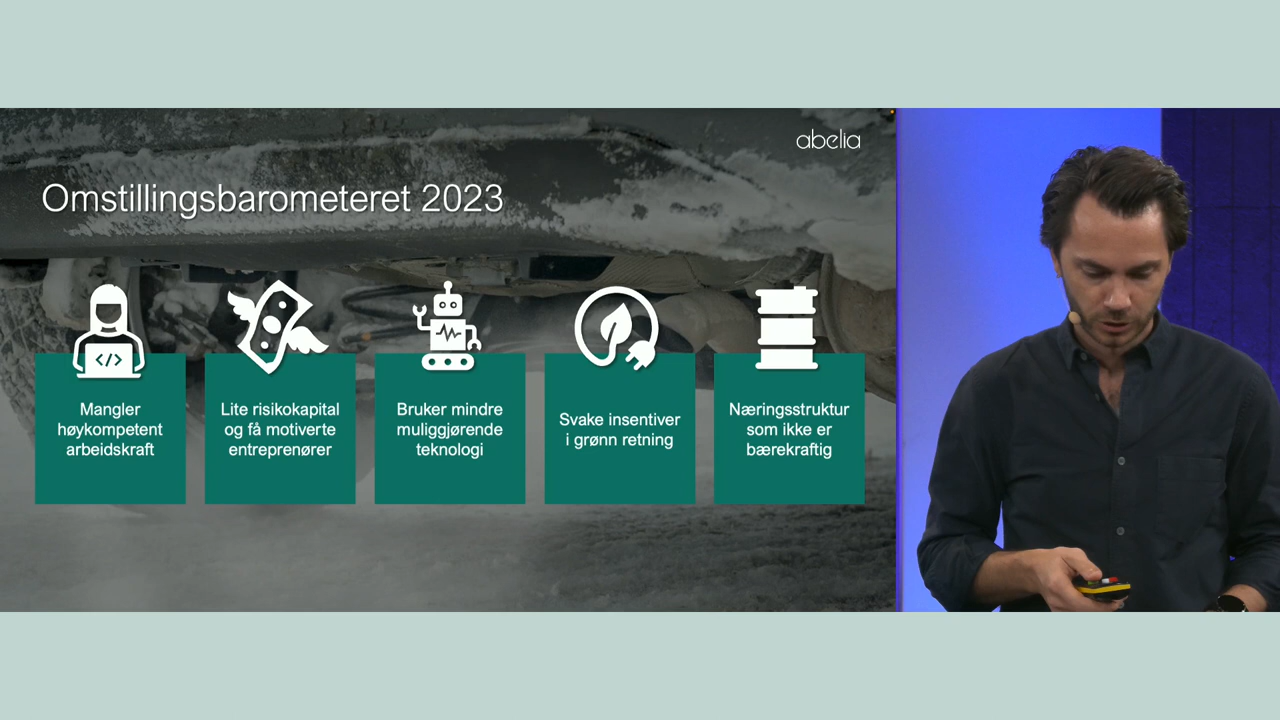 abelia
Omstillingsbarometeret 2023
Mangler
høykompetent
arbeidskraft
Lite risikokapital
og få motiverte
entreprenører
Bruker mindre
muliggjørende
teknologi
Svake insentiver
i grønn retning
Næringsstruktur
som ikke er
bærekraftig